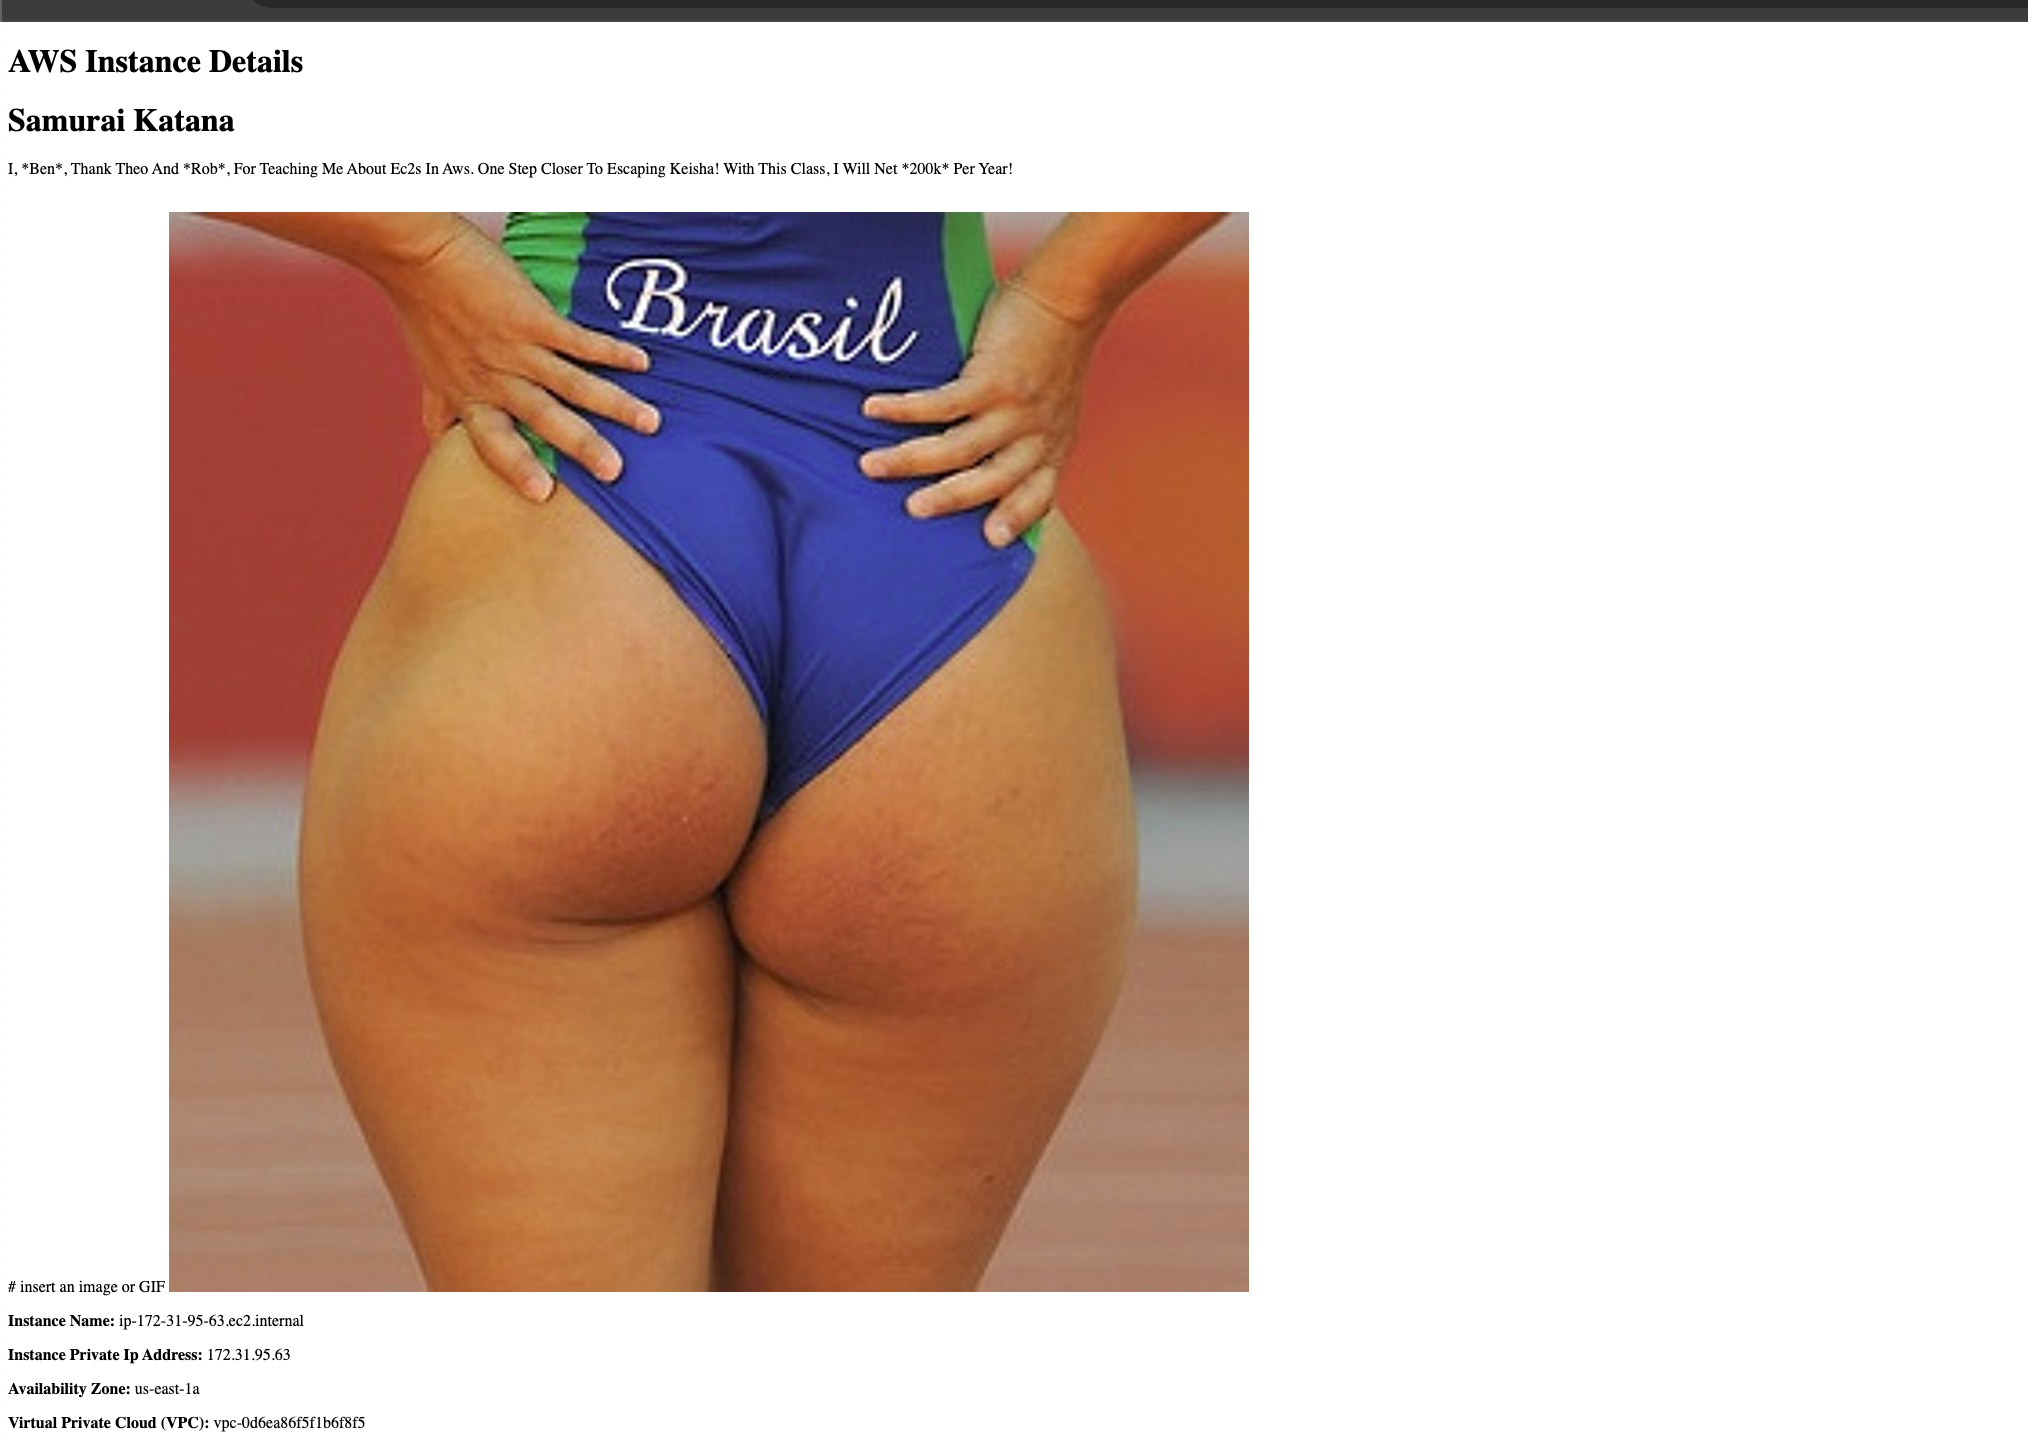 AWS Instance Details
Samurai Katana
I, *Ben*, Thank Theo And *Rob*, For Teaching Me About Ec2s In Aws. One Step Closer To Escaping Keisha! With This Class, I Will Net *200k* Per Year!
Brasil
# insert an image or GIF
Instance Name: ip-172-31-95-63.ec2.internal
Instance Private Ip Address: 172.31.95.63
Availability Zone: us-east-1a
Virtual Private Cloud (VPC): vpc-0d6ea86f5f1b6f8f5